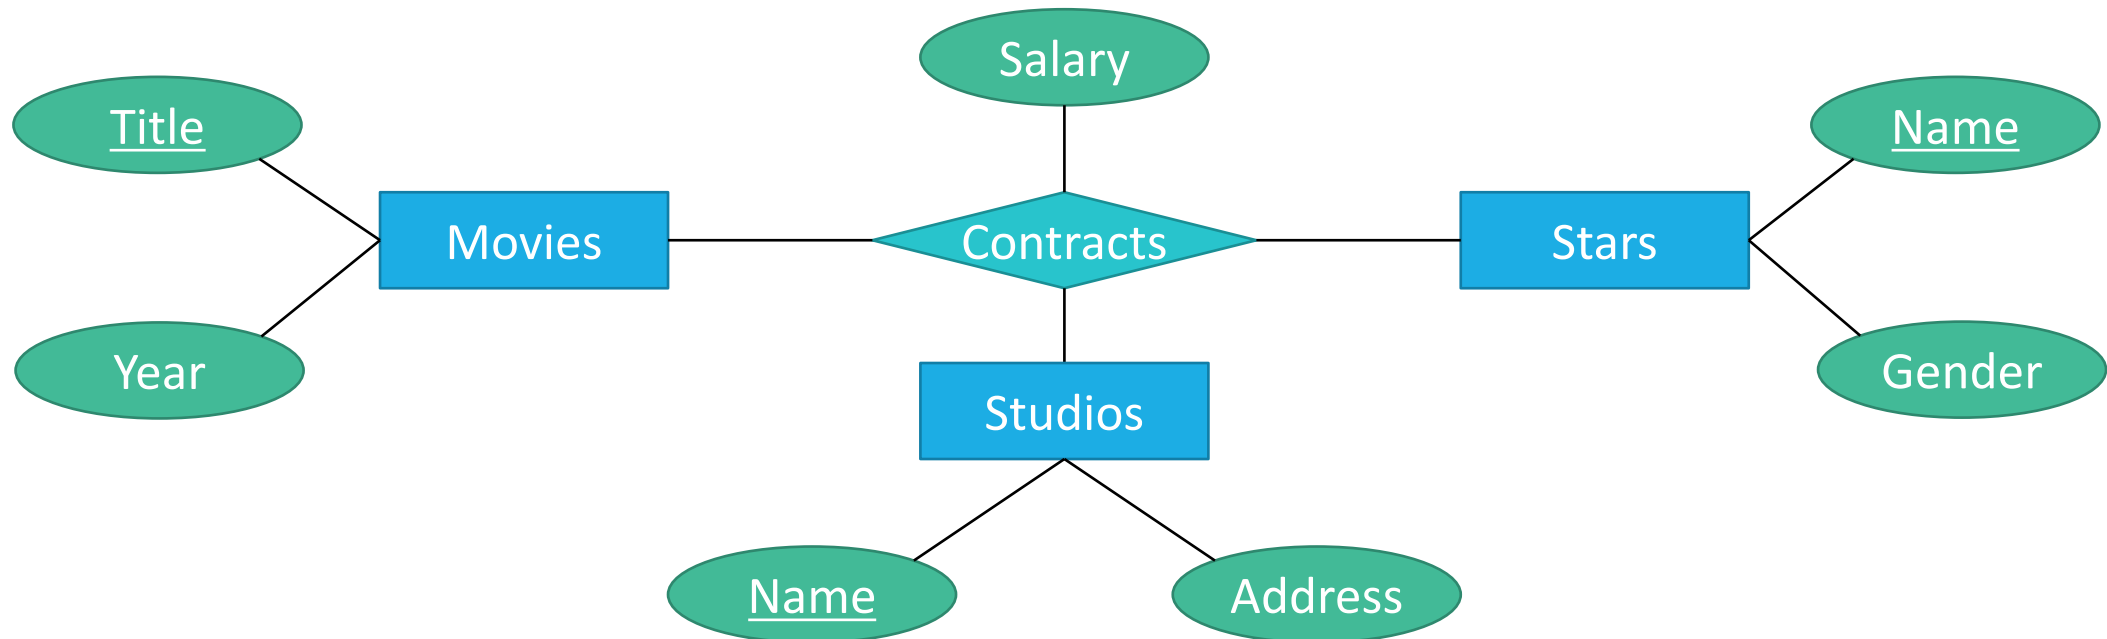 Salary
Title
Name
Movies
Contracts
Stars
Year
Gender
Studios
Name
Address